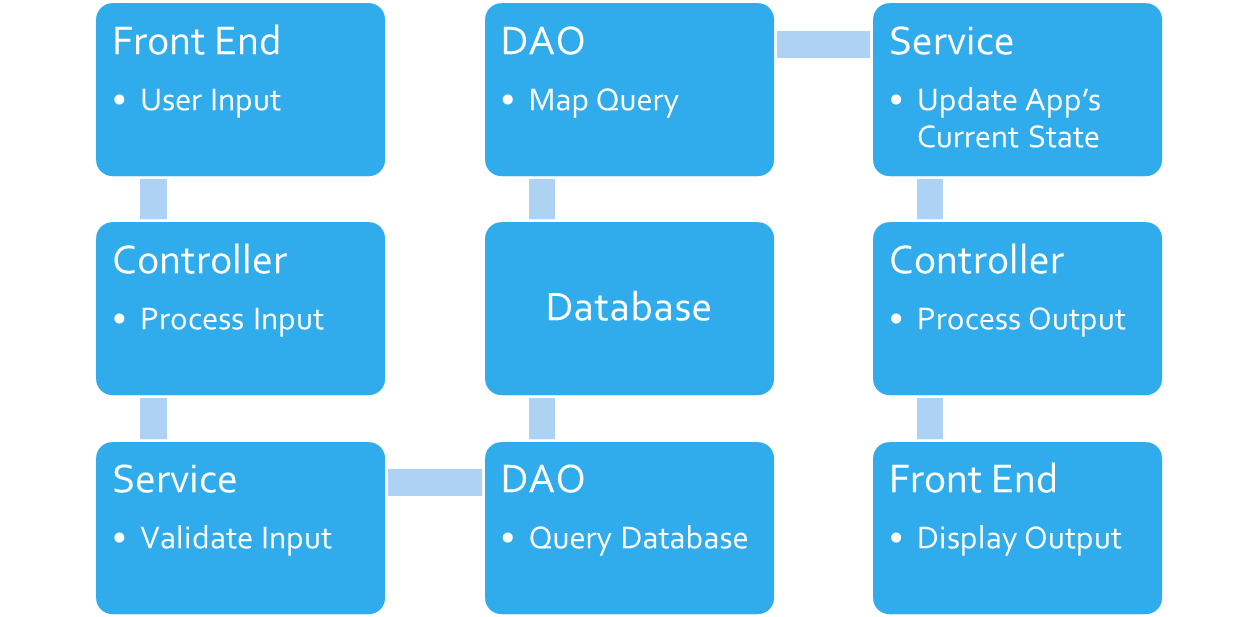 Front End
• User Input
Controller
• Process Input
Service
• Validate Input
DAO
• Query Database
Database
DAO
• Map Query
Service
• Update App’s
Current State
Controller
• Process Output
Front End
• Display Output